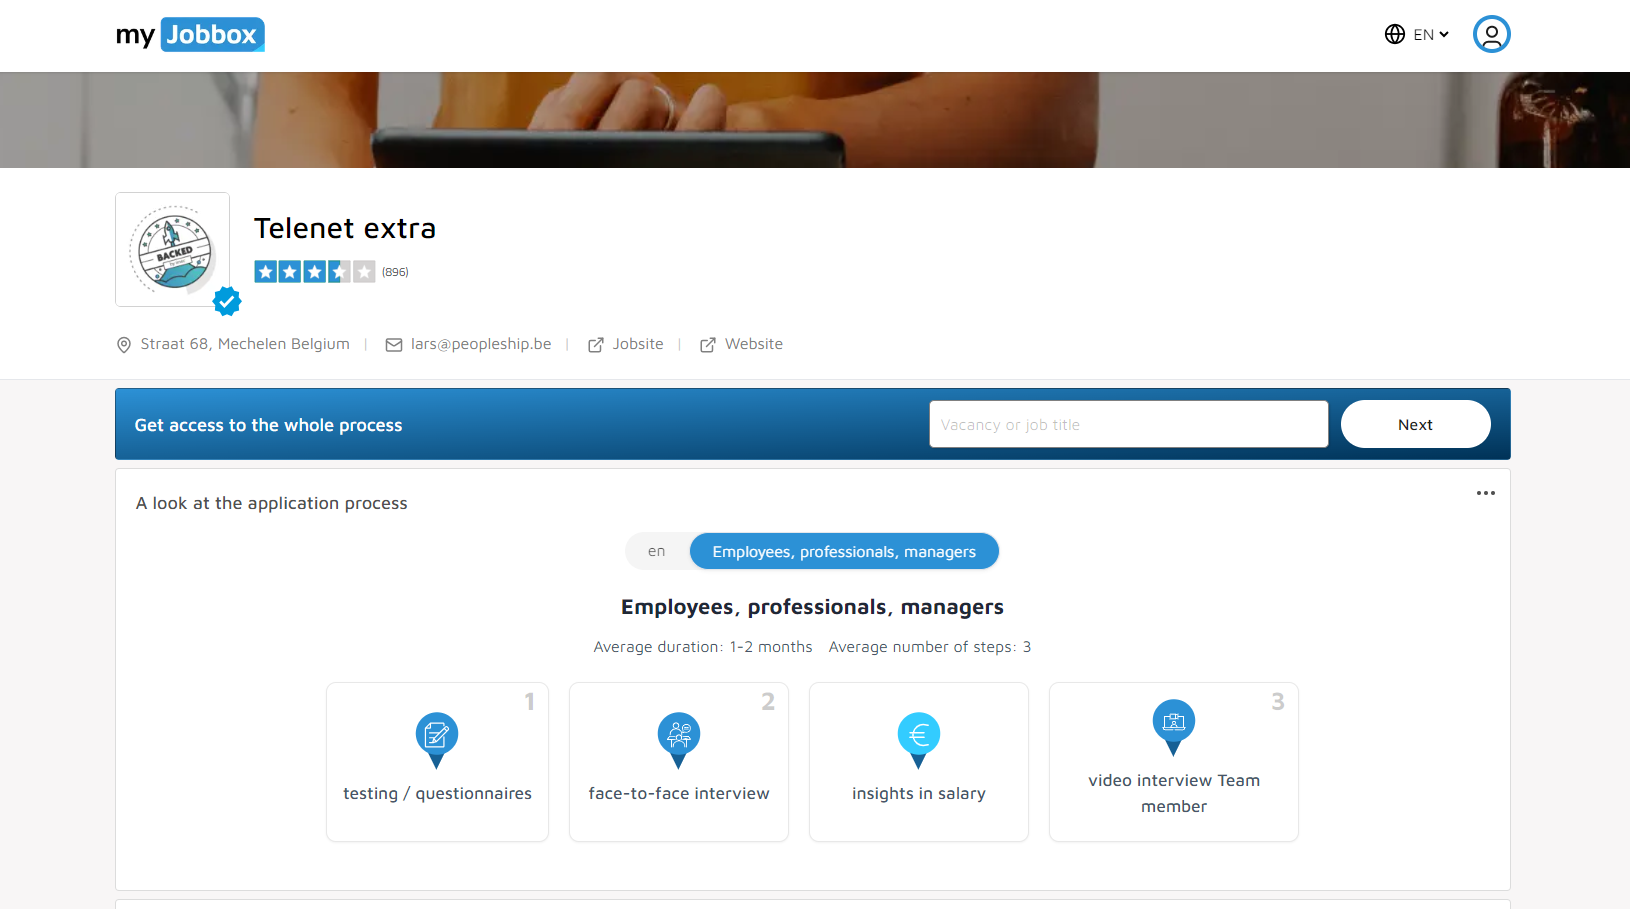 my Jobbox
EN
BACKED
Telenet extra
(896)
Straat 68, Mechelen Belgium
lars@peopleship.be
Jobsite
Website
Get access to the whole process
Vacancy or job title
Next
A look at the application process
en
Employees, professionals, managers
Employees, professionals, managers
Average duration: 1-2 months Average number of steps: 3
1
testing / questionnaires
2
face-to-face interview
€
insights in salary
3
video interview Team
member